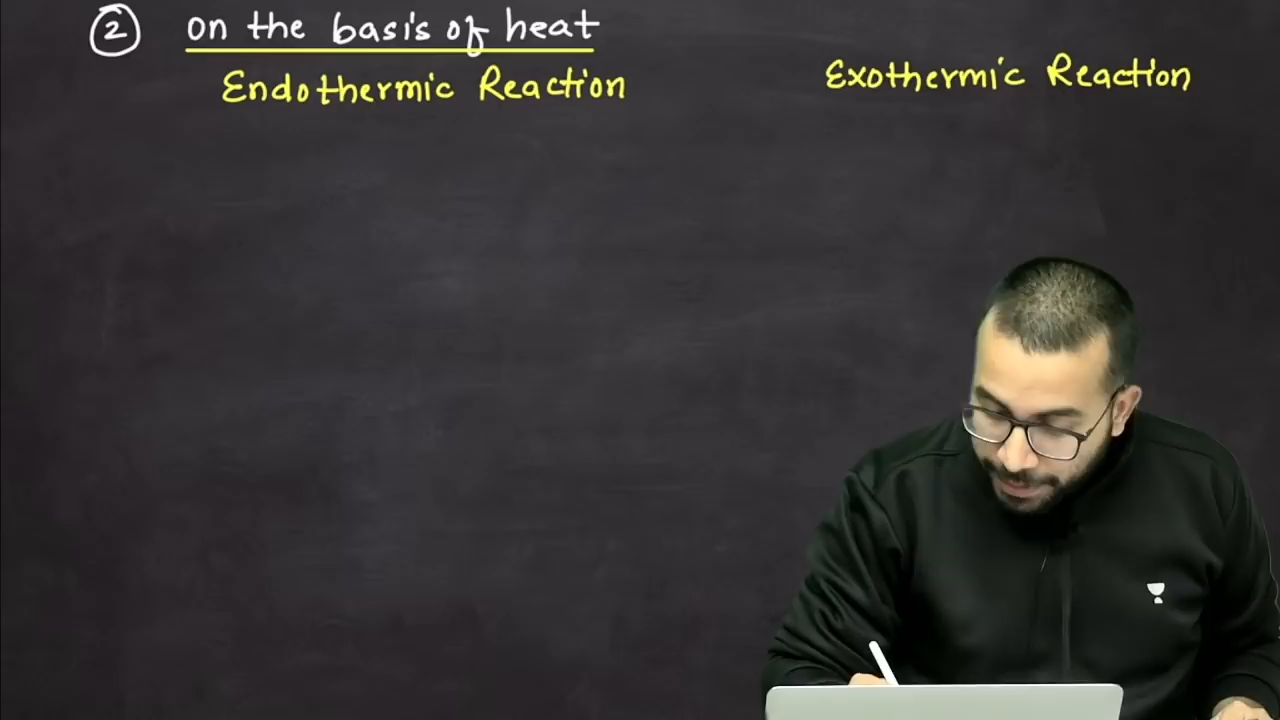 ② on the basis of heat
Endothermic Reaction Exothermic Reaction